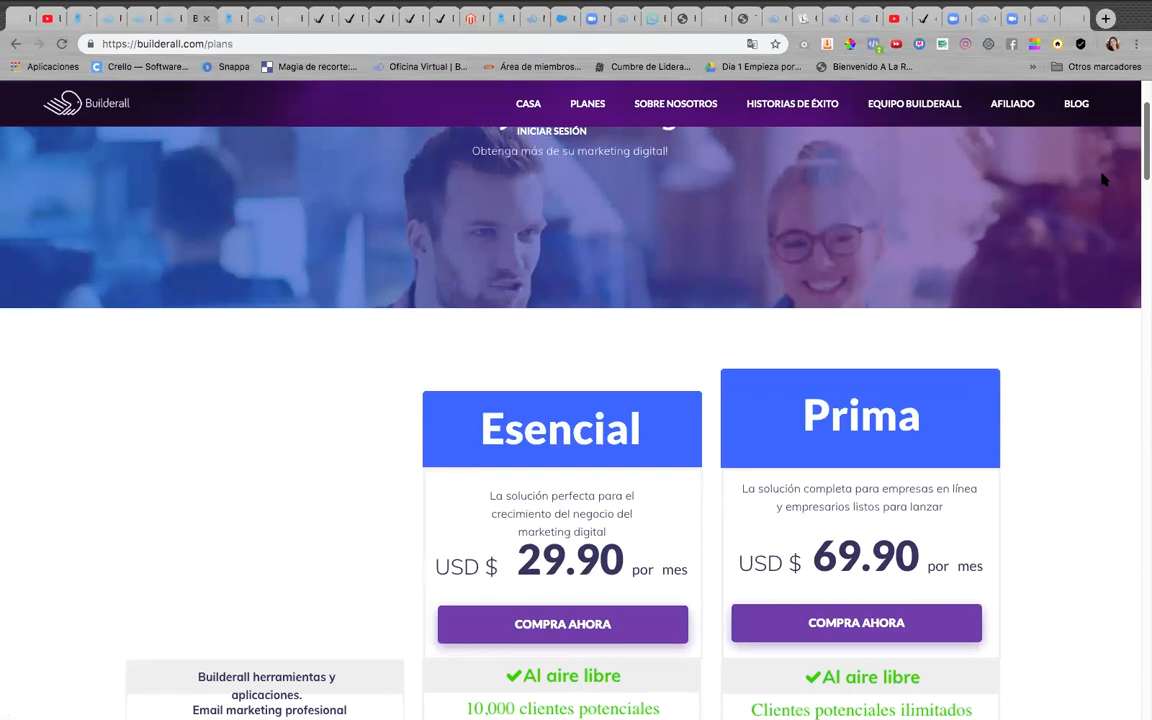 https://builderall.com/plans
Aplicaciones
Crello — Software...
Snappa
Magia de recorte:...
Oficina Virtual | B...
Área de miembros...
Cumbre de Lidera...
Dia 1 Empieza por...
Bienvenido A La R...
»
Otros marcadores
Builderall
CASA
PLANES
SOBRE NOSOTROS
HISTORIAS DE ÉXITO
EQUIPO BUILDERALL
AFILIADO
BLOG
INICIAR SESIÓN
Obtenga más de su marketing digital!
Esencial
La solución perfecta para el
crecimiento del negocio del
marketing digital
USD $ 29.90 por mes
COMPRA AHORA
Al aire libre
10,000 clientes potenciales
Prima
La solución completa para empresas en línea
y empresarios listos para lanzar
USD $ 69.90 por mes
COMPRA AHORA
Al aire libre
Clientes potenciales ilimitados
Builderall herramientas y
aplicaciones.
Email marketing profesional